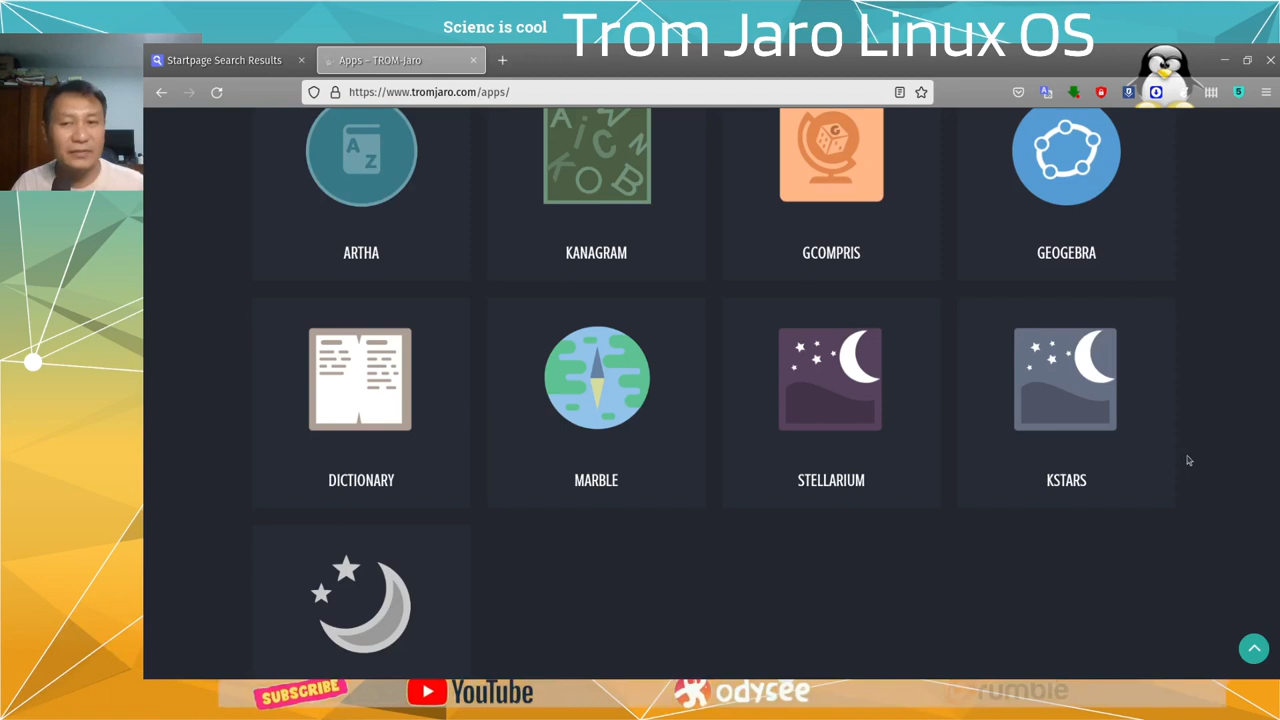 Scienc is cool
Trom Jaro Linux OS
Startpage Search Results
Apps – TROM-Jaro
https://www.tromjaro.com/apps/
5
A
Z
A i C N
N
K O B
G
ARTHA
KANAGRAM
GCOMPRIS
GEOGEBRA
DICTIONARY
MARBLE
STELLARIUM
KSTARS
SUBSCRIBE
YouTube
odysee
rumble